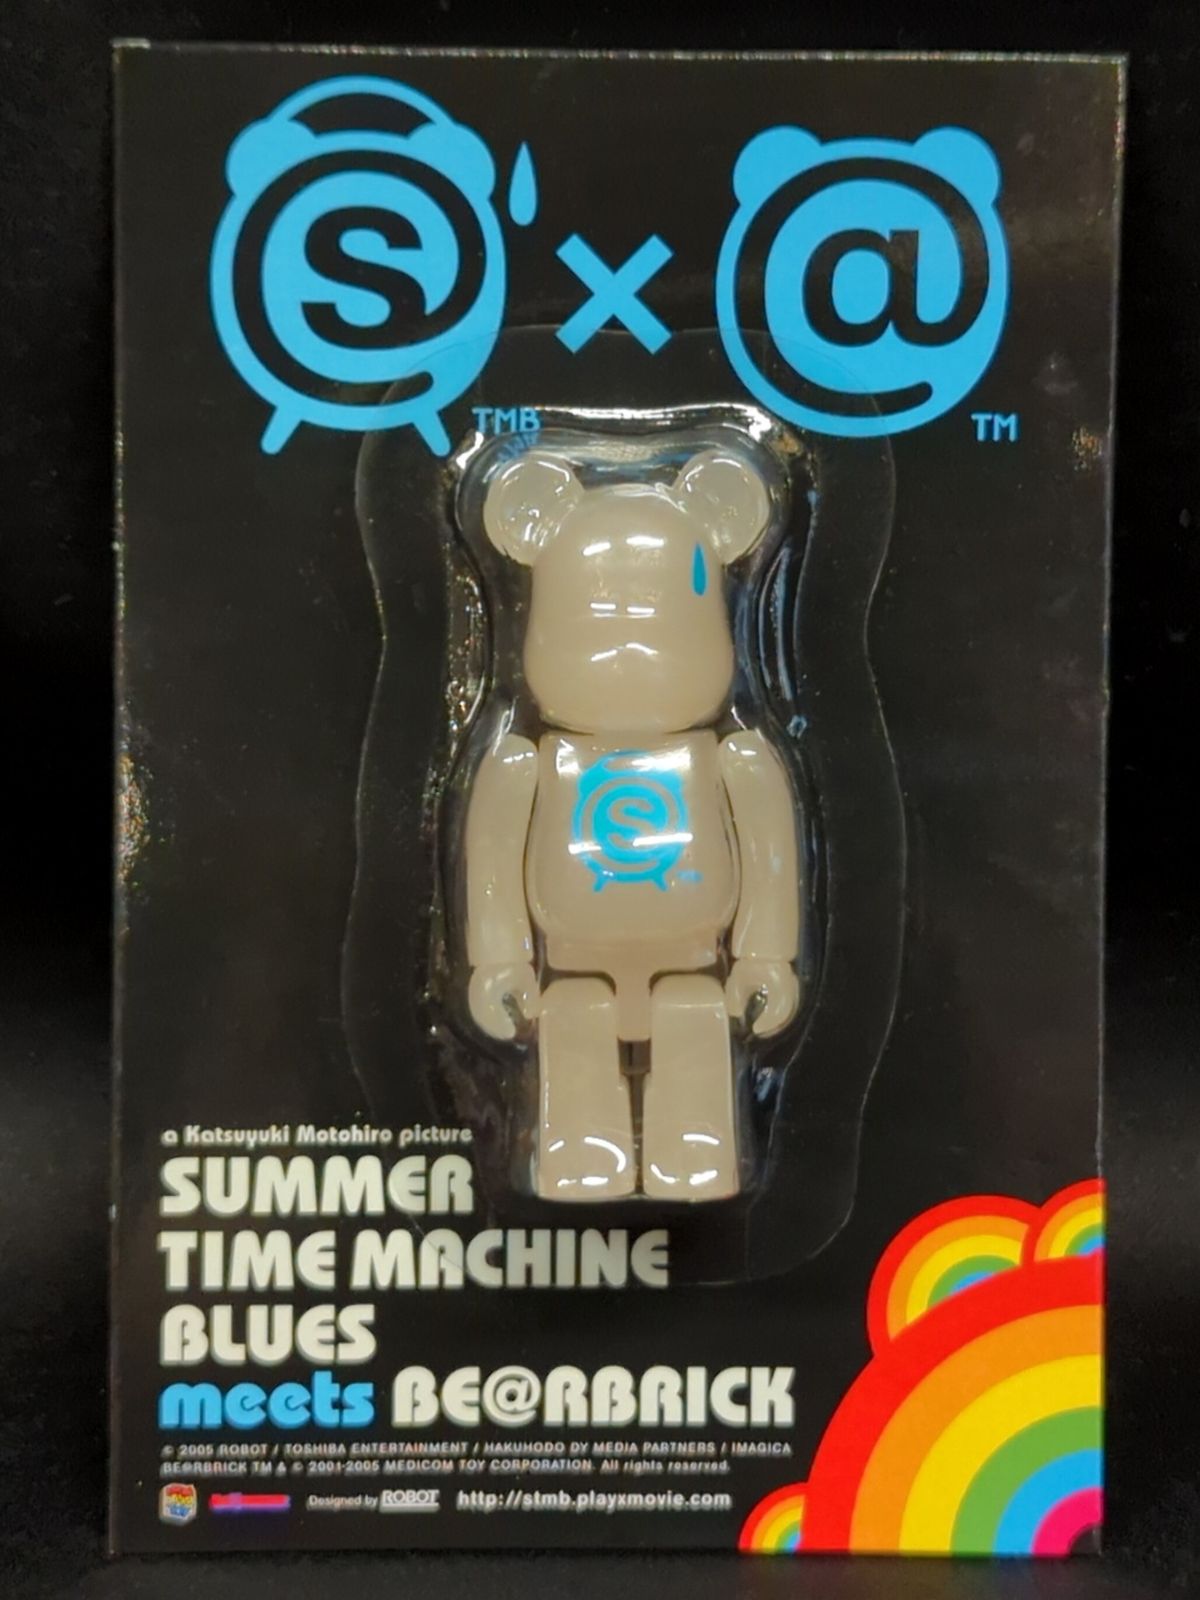 S × @
TMB
TM
S
a Katsuyuki Motohiro picture
SUMMER
TIME MACHINE
BLUES
meets BE@RBRICK
© 2005 ROBOT / TOSHIBA ENTERTAINMENT / HAKUHODO DY MEDIA PARTNERS / IMAGICA
BE@RBRICK TM & © 2001-2005 MEDICOM TOY CORPORATION. All rights reserved.
Designed by ROBOT http://stmb.playxmovie.com